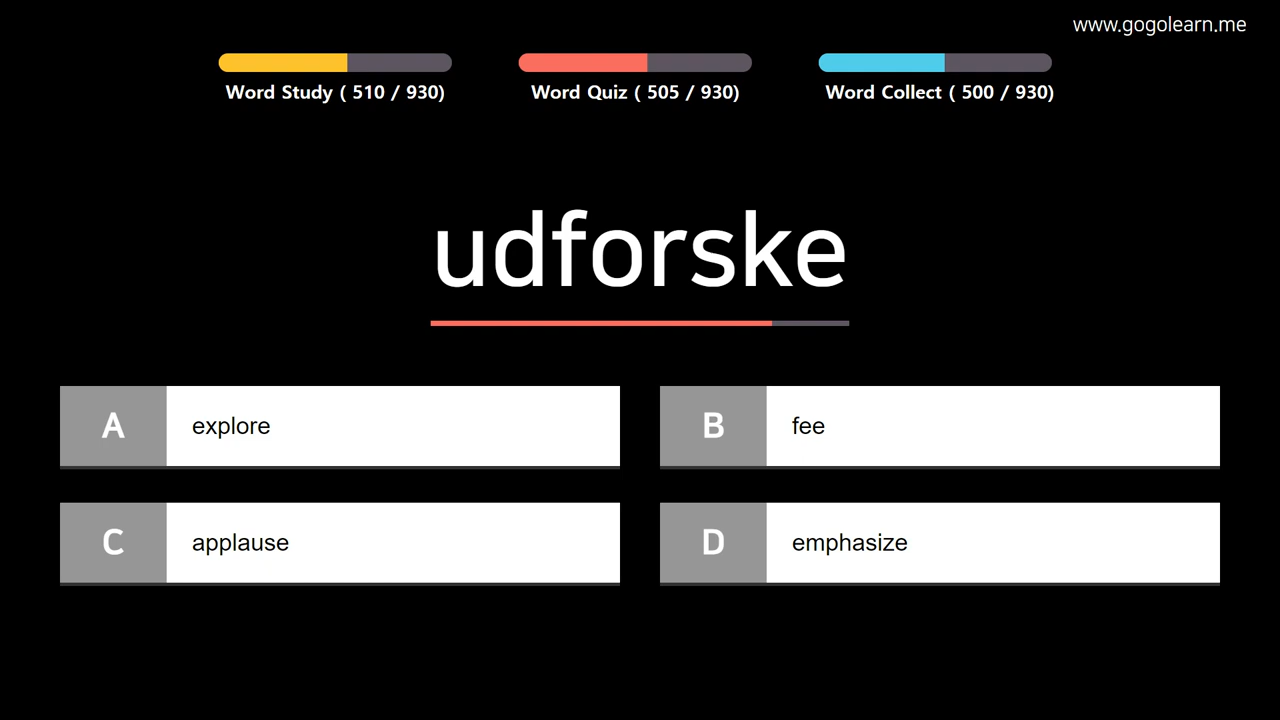 www.gogolearn.me
Word Study ( 510 / 930)
Word Quiz ( 505 / 930)
Word Collect ( 500 / 930)
udforske
A explore
B fee
C applause
D emphasize